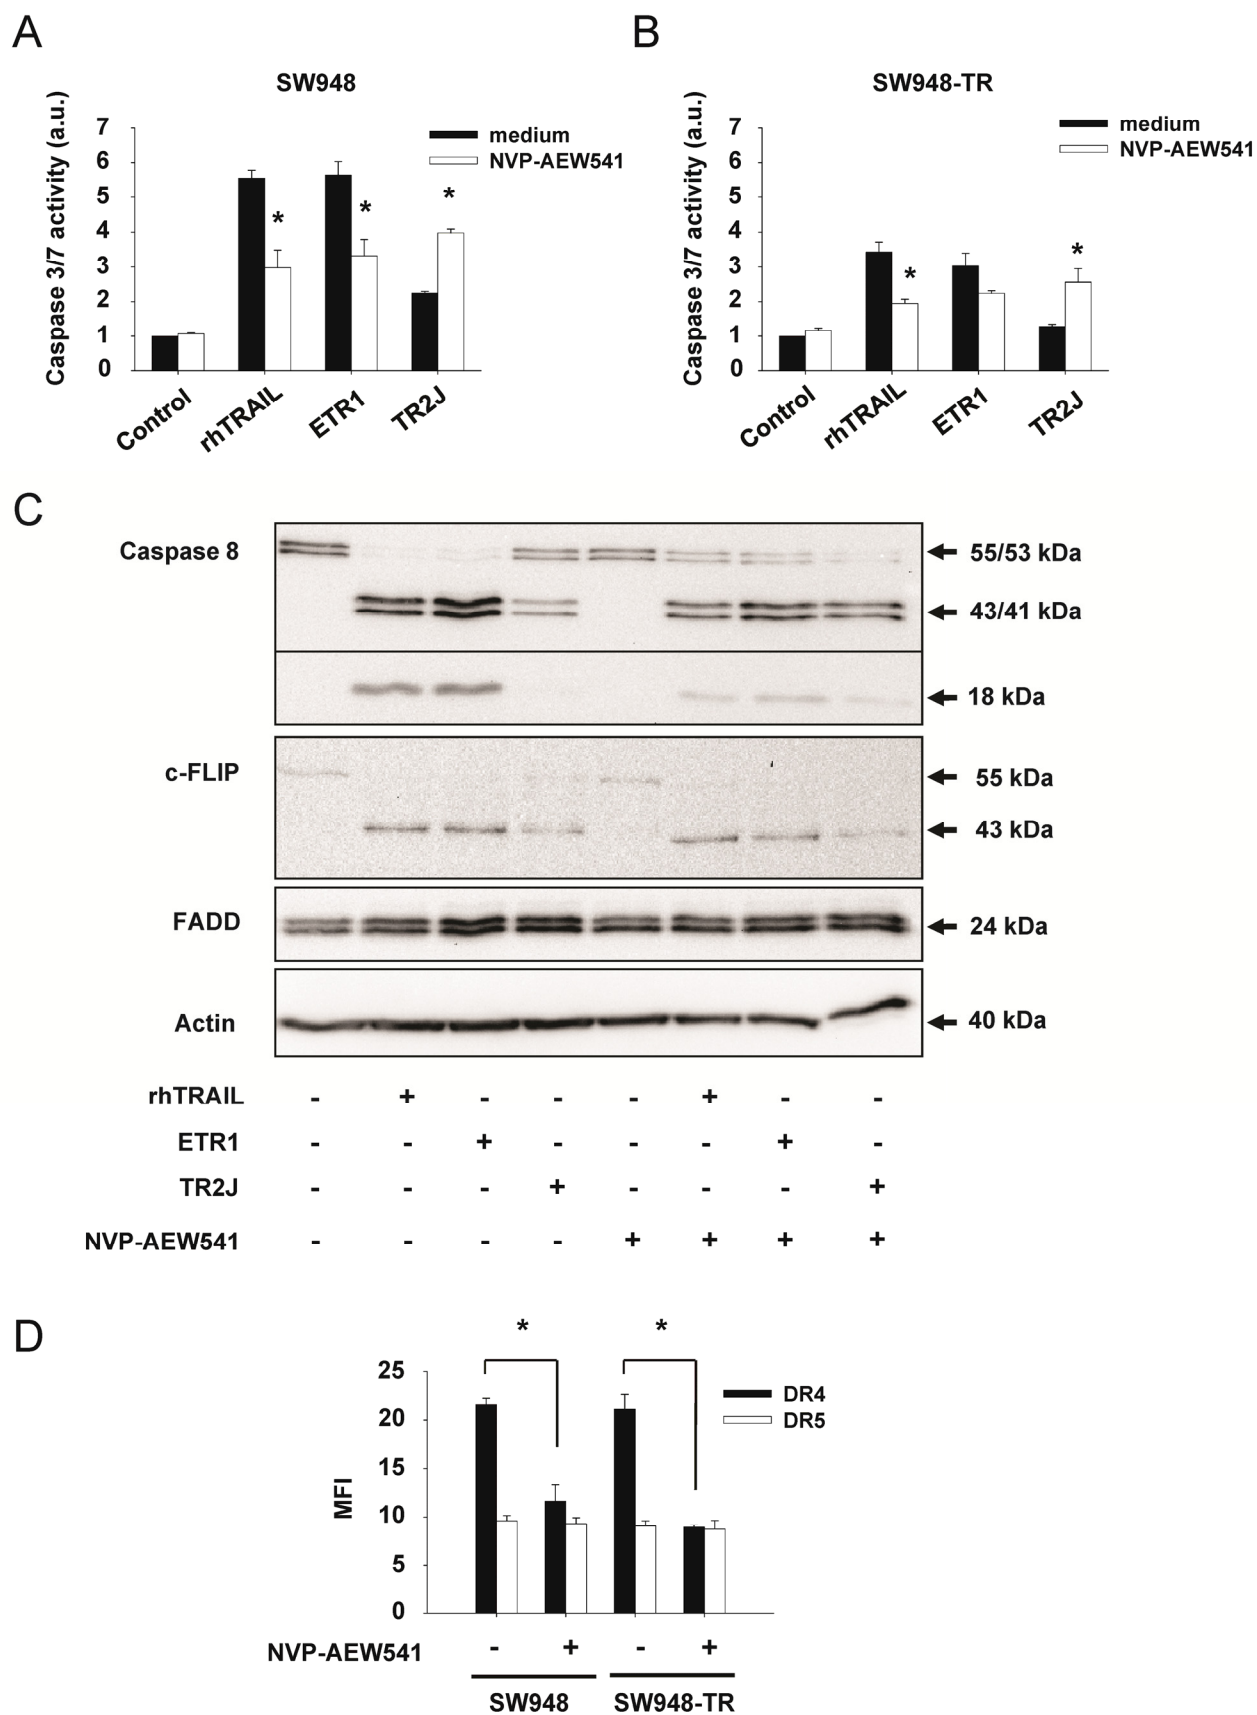 A
B
SW948
SW948-TR
Caspase 3/7 activity (a.u.)
7
6
5
4
3
2
1
0
medium
NVP-AEW541
*
*
*
Control
rhTRAIL
ETR1
TR2J
Caspase 3/7 activity (a.u.)
7
6
5
4
3
2
1
0
medium
NVP-AEW541
*
*
Control
rhTRAIL
ETR1
TR2J
C
Caspase 8
55/53 kDa
43/41 kDa
18 kDa
c-FLIP
55 kDa
43 kDa
FADD
24 kDa
Actin
40 kDa
rhTRAIL - + - - - + - -
ETR1 - - + - - - + -
TR2J - - - + - - - +
NVP-AEW541 - - - - + + + +
D
* *
MFI
25
20
15
10
5
0
DR4
DR5
NVP-AEW541 - + - +
SW948 SW948-TR